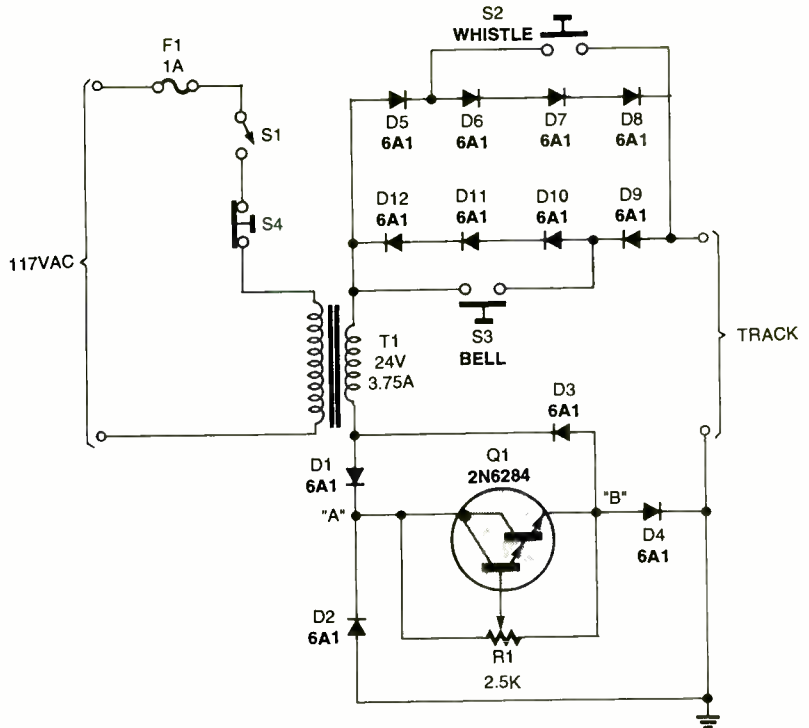 S2
WHISTLE
F1
1A
S1
D5
6A1
D6
6A1
D7
6A1
D8
6A1
D12
6A1
D11
6A1
D10
6A1
D9
6A1
S4
117VAC
S3
BELL
T1
24V
3.75A
TRACK
D3
6A1
D1
6A1
Q1
2N6284
"A"
"B"
D4
6A1
D2
6A1
R1
2.5K